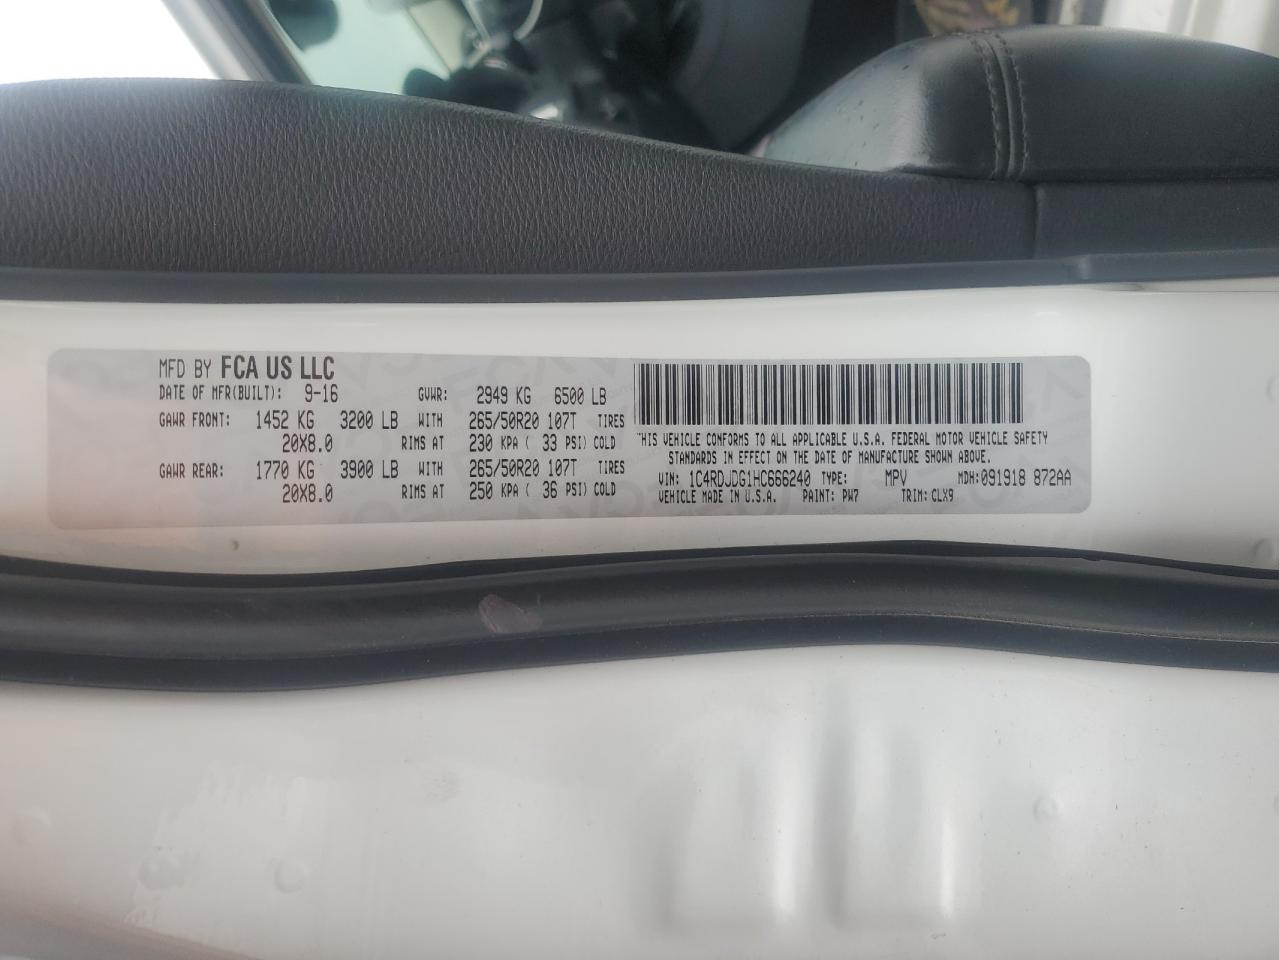 MFD BY FCA US LLC
DATE OF MFR(BUILT): 9-16 GVWR: 2949 KG 6500 LB
GAWR FRONT: 1452 KG 3200 LB WITH 265/50R20 107T TIRES
20X8.0 RIMS AT 230 KPA ( 33 PSI) COLD
GAWR REAR: 1770 KG 3900 LB WITH 265/50R20 107T TIRES
20X8.0 RIMS AT 250 KPA ( 36 PSI) COLD
THIS VEHICLE CONFORMS TO ALL APPLICABLE U.S.A. FEDERAL MOTOR VEHICLE SAFETY
STANDARDS IN EFFECT ON THE DATE OF MANUFACTURE SHOWN ABOVE.
VIN: 1C4RDJDG1HC666240 TYPE: MPV MDH:091918 872AA
VEHICLE MADE IN U.S.A. PAINT: PW7 TRIM: CLX9